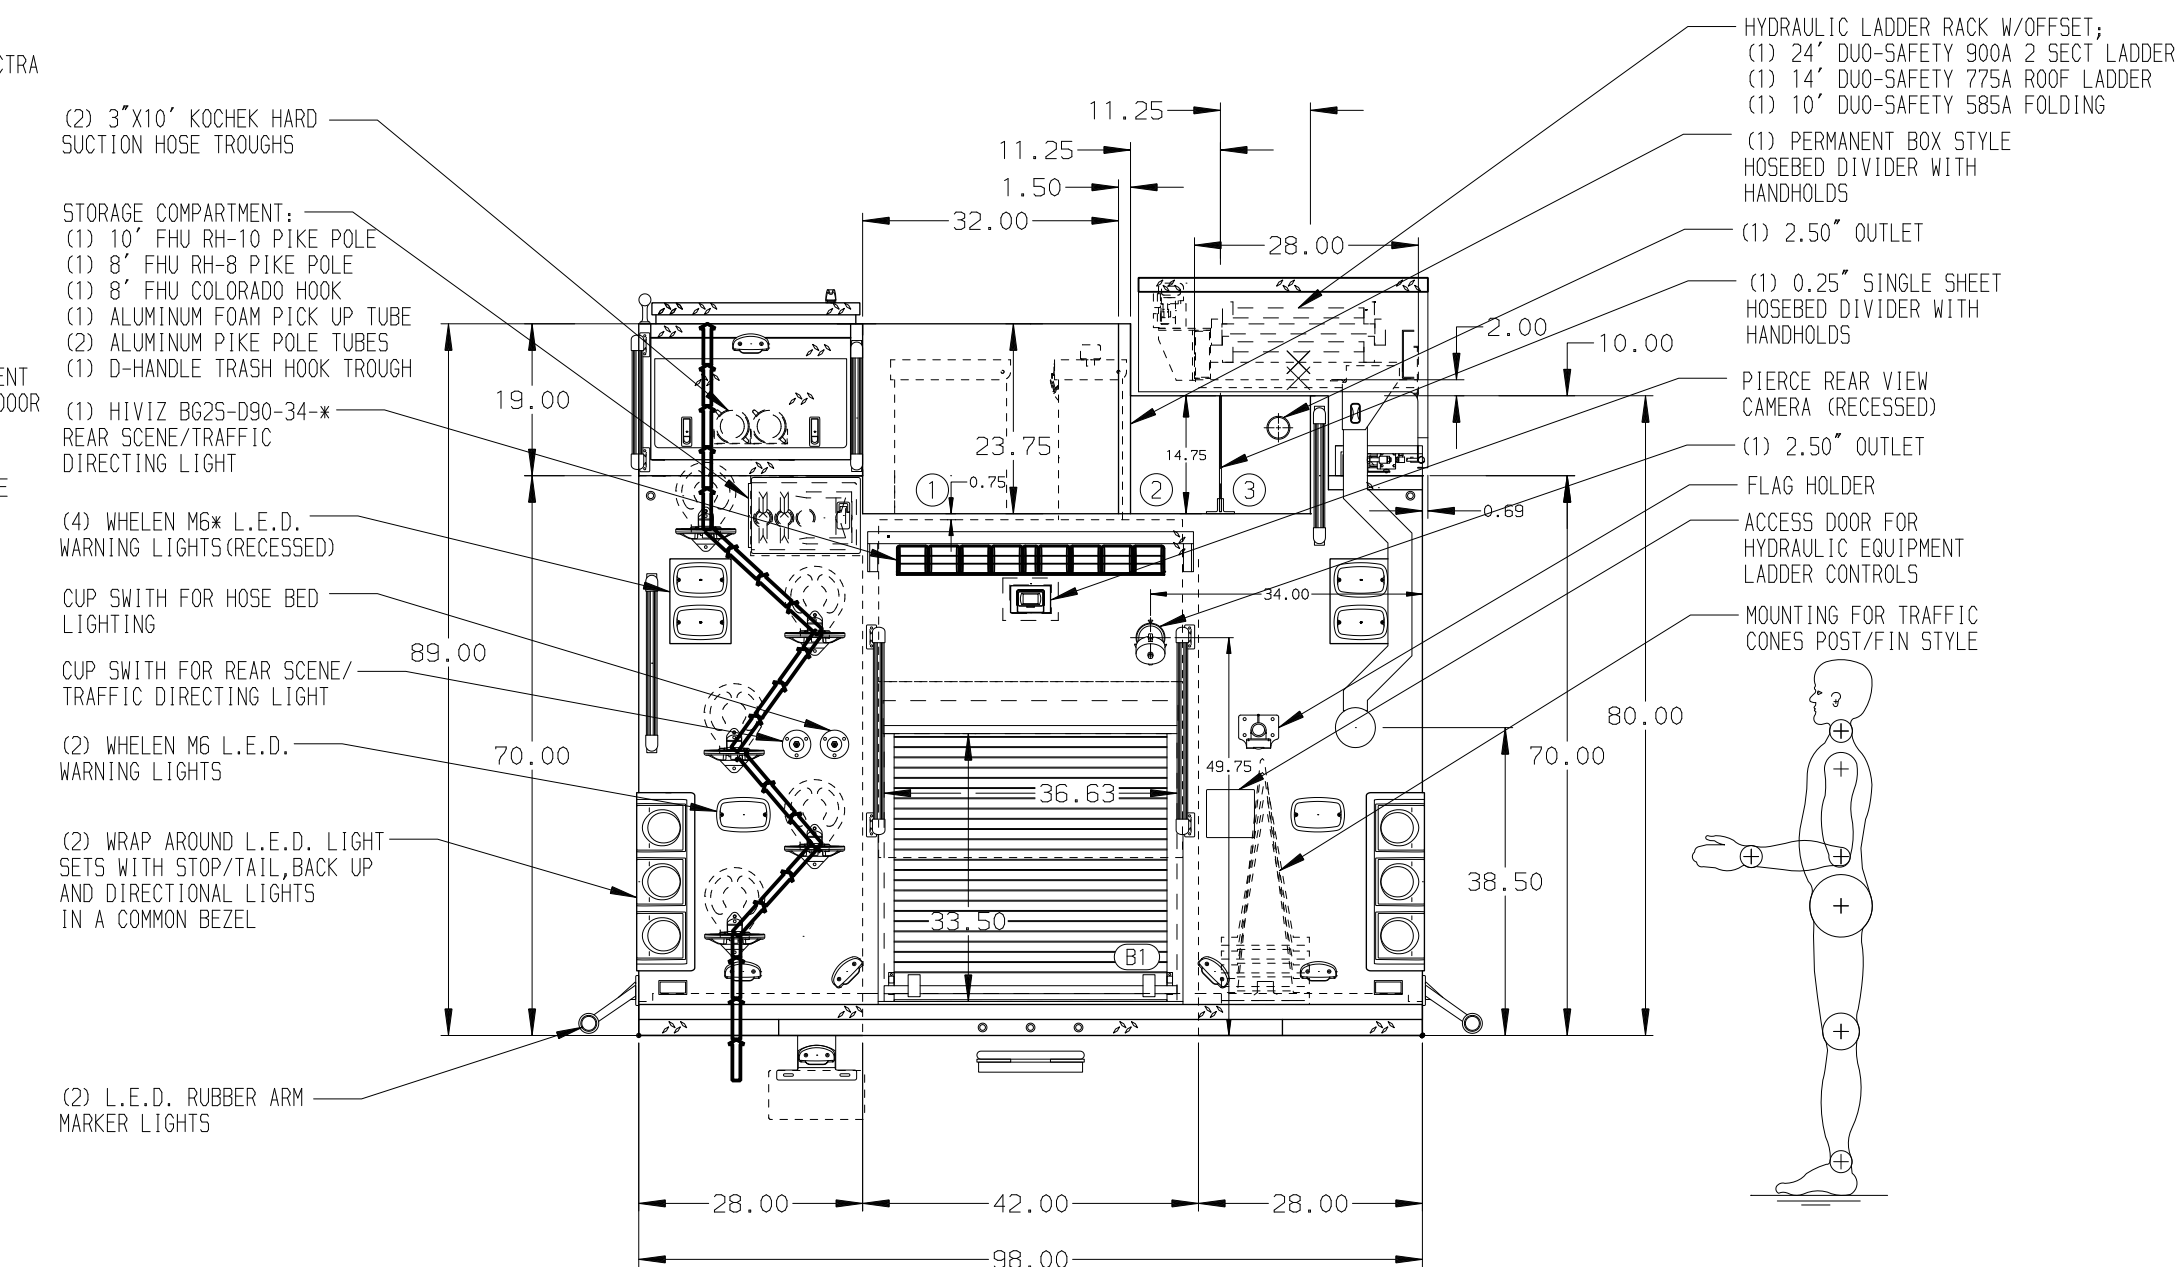 CTRA
ENT
DOOR
E
(2) 3"X10' KOCHEK HARD
SUCTION HOSE TROUGHS
STORAGE COMPARTMENT:
(1) 10' FHU RH-10 PIKE POLE
(1) 8' FHU RH-8 PIKE POLE
(1) 8' FHU COLORADO HOOK
(1) ALUMINUM FOAM PICK UP TUBE
(2) ALUMINUM PIKE POLE TUBES
(1) D-HANDLE TRASH HOOK TROUGH
(1) HIVIZ BG2S-D90-34-*
REAR SCENE/TRAFFIC
DIRECTING LIGHT
(4) WHELEN M6* L.E.D.
WARNING LIGHTS(RECESSED)
CUP SWITH FOR HOSE BED
LIGHTING
CUP SWITH FOR REAR SCENE/
TRAFFIC DIRECTING LIGHT
(2) WHELEN M6 L.E.D.
WARNING LIGHTS
(2) WRAP AROUND L.E.D. LIGHT
SETS WITH STOP/TAIL,BACK UP
AND DIRECTIONAL LIGHTS
IN A COMMON BEZEL
(2) L.E.D. RUBBER ARM
MARKER LIGHTS
11.25
11.25
1.50
32.00
28.00
2.00
10.00
19.00
23.75
14.75
1
0.75
2
3
0.69
34.00
89.00
70.00
49.75
36.63
33.50
B1
38.50
70.00
80.00
28.00
42.00
28.00
98.00
HYDRAULIC LADDER RACK W/OFFSET;
(1) 24' DUO-SAFETY 900A 2 SECT LADDER
(1) 14' DUO-SAFETY 775A ROOF LADDER
(1) 10' DUO-SAFETY 585A FOLDING
(1) PERMANENT BOX STYLE
HOSEBED DIVIDER WITH
HANDHOLDS
(1) 2.50" OUTLET
(1) 0.25" SINGLE SHEET
HOSEBED DIVIDER WITH
HANDHOLDS
PIERCE REAR VIEW
CAMERA (RECESSED)
(1) 2.50" OUTLET
FLAG HOLDER
ACCESS DOOR FOR
HYDRAULIC EQUIPMENT
LADDER CONTROLS
MOUNTING FOR TRAFFIC
CONES POST/FIN STYLE